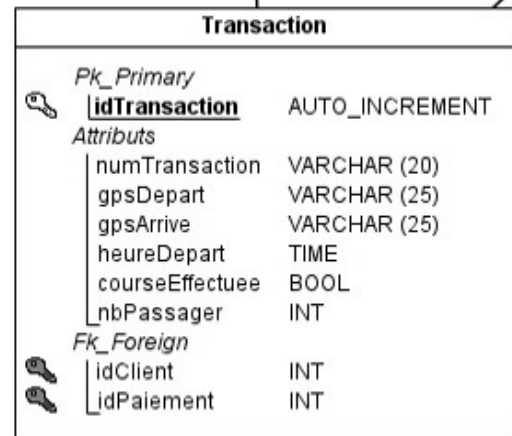 Transaction
Pk_Primary
idTransaction AUTO_INCREMENT
Attributs
numTransaction VARCHAR (20)
gpsDepart VARCHAR (25)
gpsArrive VARCHAR (25)
heureDepart TIME
courseEffectuee BOOL
nbPassager INT
Fk_Foreign
idClient INT
idPaiement INT